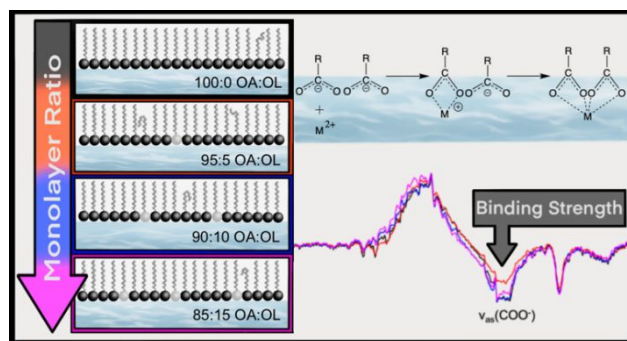 Monolayer Ratio
100:0 OA:OL
95:5 OA:OL
90:10 OA:OL
85:15 OA:OL
R R R R R R
C C C C C C
O O O O O O O O O O O O
+ M ⊕ M
M²⁺
Binding Strength
νas(COO⁻)